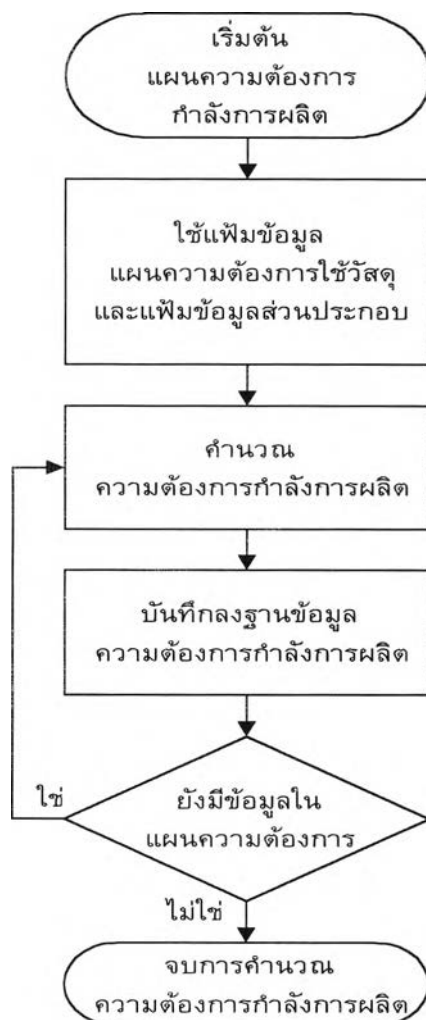 เริ่มต้น
แผนความต้องการ
กำลังการผลิต
ใช้แฟ้มข้อมูล
แผนความต้องการใช้วัสดุ
และแฟ้มข้อมูลส่วนประกอบ
คำนวณ
ความต้องการกำลังการผลิต
บันทึกลงฐานข้อมูล
ความต้องการกำลังการผลิต
ใช่
ยังมีข้อมูลใน
แผนความต้องการ
ไม่ใช่
จบการคำนวณ
ความต้องการกำลังการผลิต